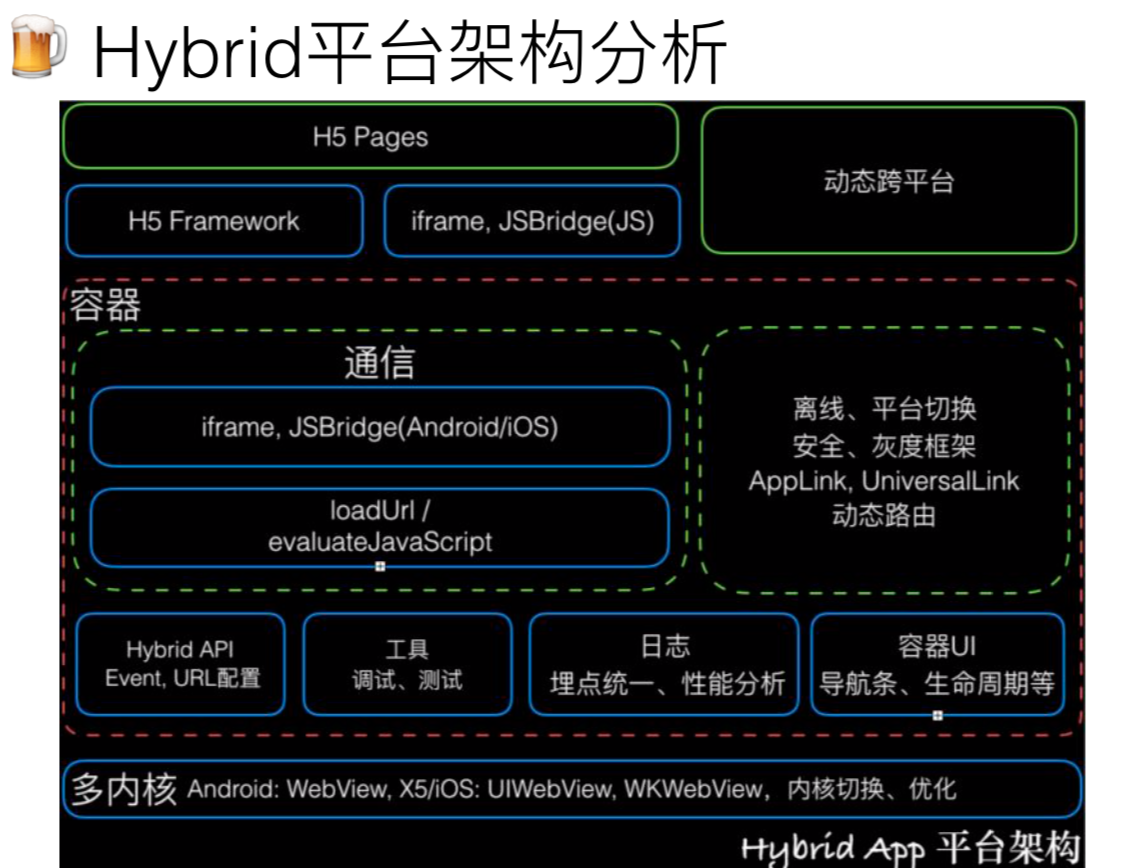 Hybrid平台架构分析
H5 Pages
动态跨平台
H5 Framework
iframe, JSBridge(JS)
容器
通信
iframe, JSBridge(Android/iOS)
loadUrl /
evaluateJavaScript
离线、平台切换
安全、灰度框架
AppLink, UniversalLink
动态路由
Hybrid API
Event, URL配置
工具
调试、测试
日志
埋点统一、性能分析
容器UI
导航条、生命周期等
多内核 Android: WebView, X5/iOS: UIWebView, WKWebView，内核切换、优化
Hybrid App 平台架构